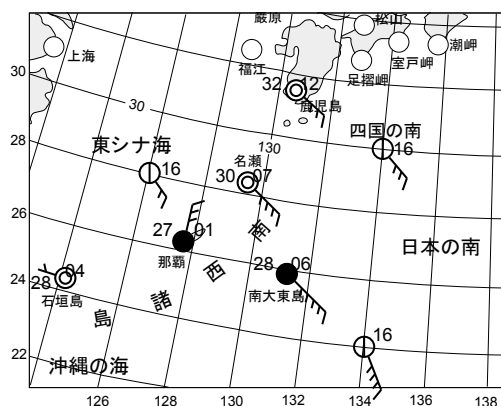 厳原
松山
上海
福江
室戸岬
潮岬
足摺岬
30
32 12
鹿児島
30
28
東シナ海
130
四国の南
16
16
名瀬
30 07
26
27 01
南
日本の南
那覇
西
28 06
04
24
28
石垣島
諸
南大東島
島
16
22
沖縄の海
126 128 130 132 134 136 138